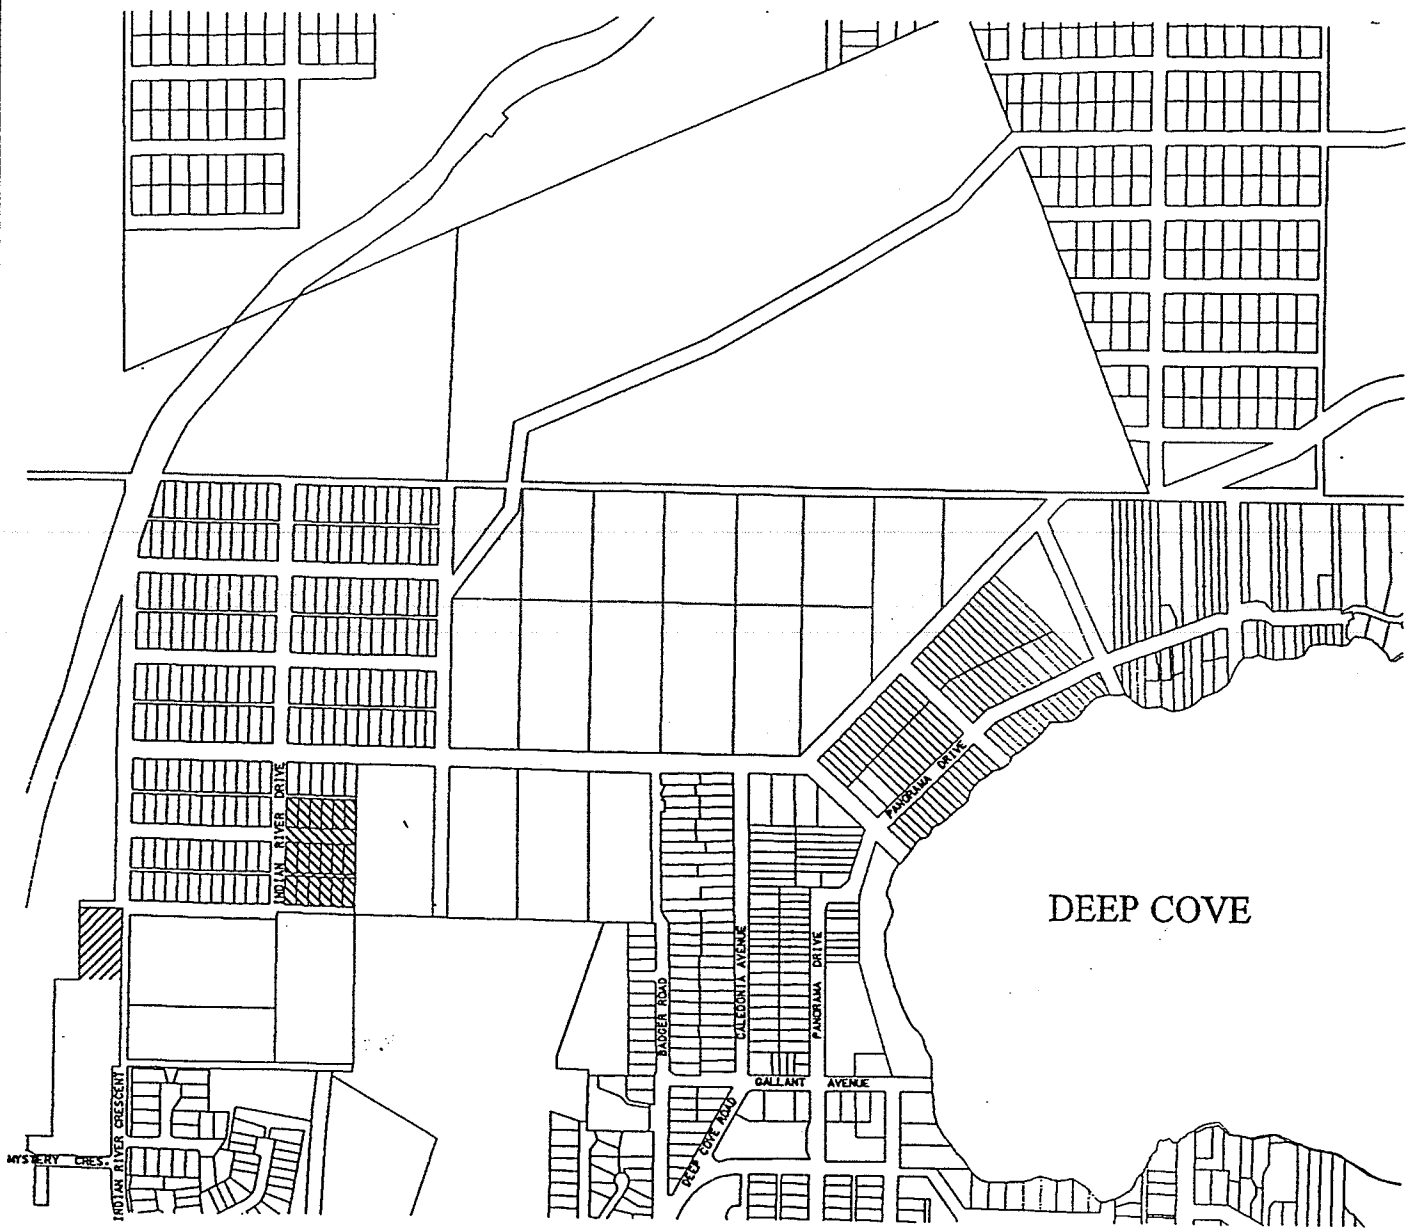 INDIAN RIVER DRIVE
PANORAMA DRIVE
DEEP COVE
CALEDONIA AVENUE
PANORAMA DRIVE
BADGER ROAD
GALLANT AVENUE
DEEP COVE ROAD
INDIAN RIVER CRESCENT
MYSTERY CRES.